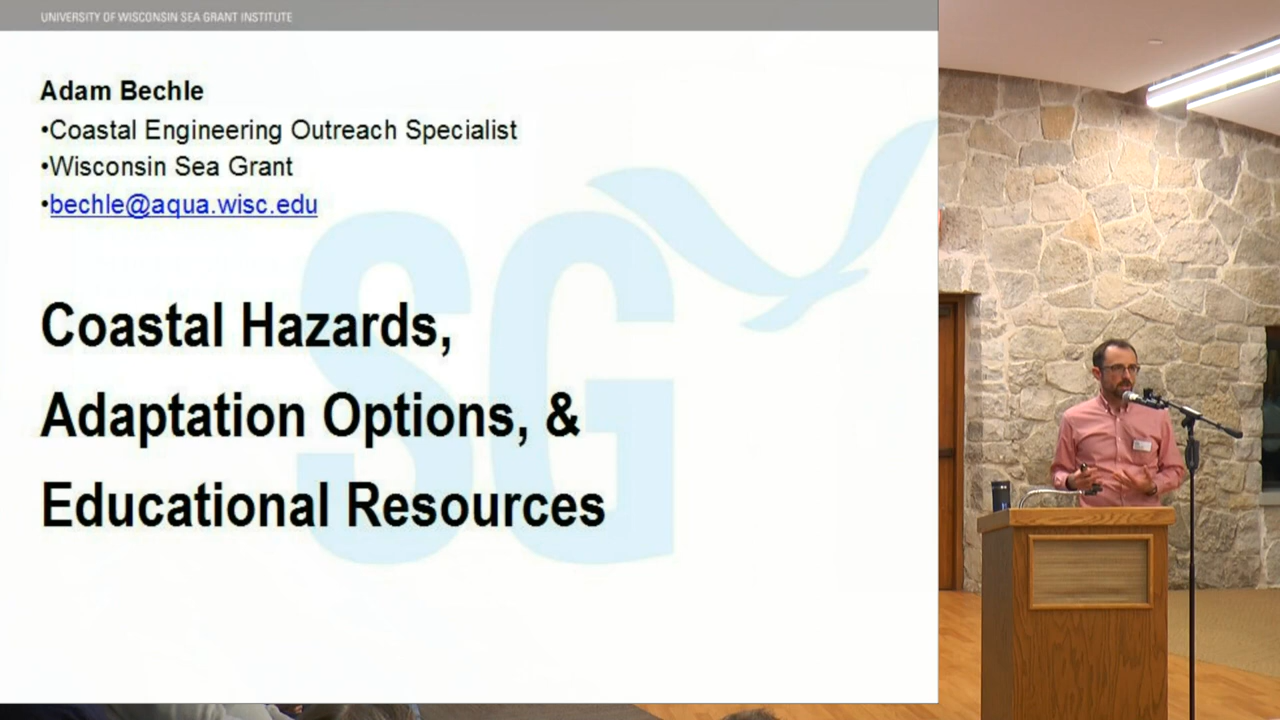 UNIVERSITY OF WISCONSIN SEA GRANT INSTITUTE
Adam Bechle
•Coastal Engineering Outreach Specialist
•Wisconsin Sea Grant
•bechle@aqua.wisc.edu
SG
Coastal Hazards,
Adaptation Options, &
Educational Resources